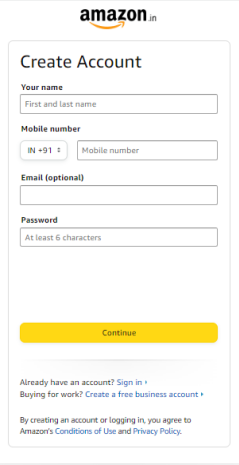 amazon.in
Create Account
Your name
First and last name
Mobile number
IN +91 Mobile number
Email (optional)
Password
At least 6 characters
Continue
Already have an account? Sign in
Buying for work? Create a free business account
By creating an account or logging in, you agree to
Amazon's Conditions of Use and Privacy Policy.